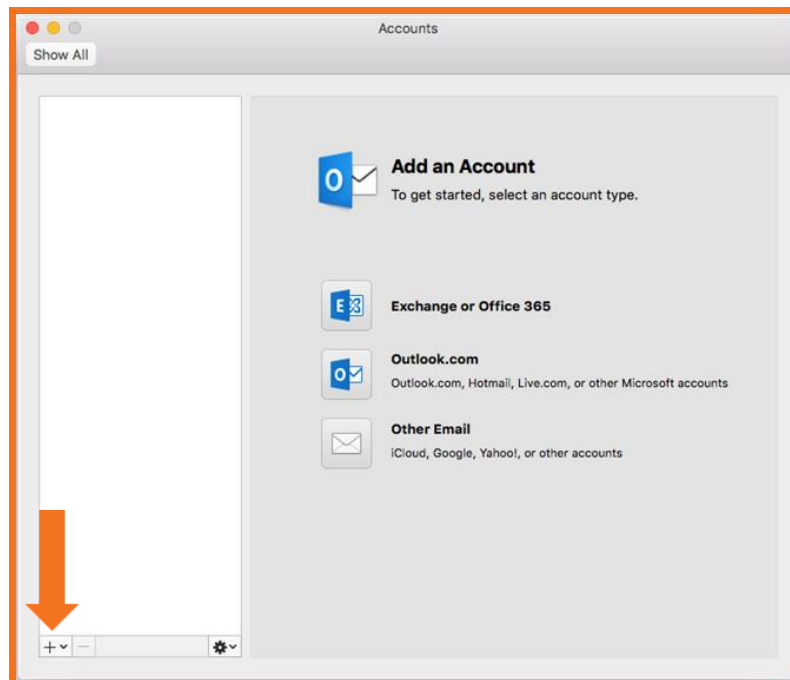 Accounts
Show All
Add an Account
To get started, select an account type.
Exchange or Office 365
Outlook.com
Outlook.com, Hotmail, Live.com, or other Microsoft accounts
Other Email
iCloud, Google, Yahoo!, or other accounts